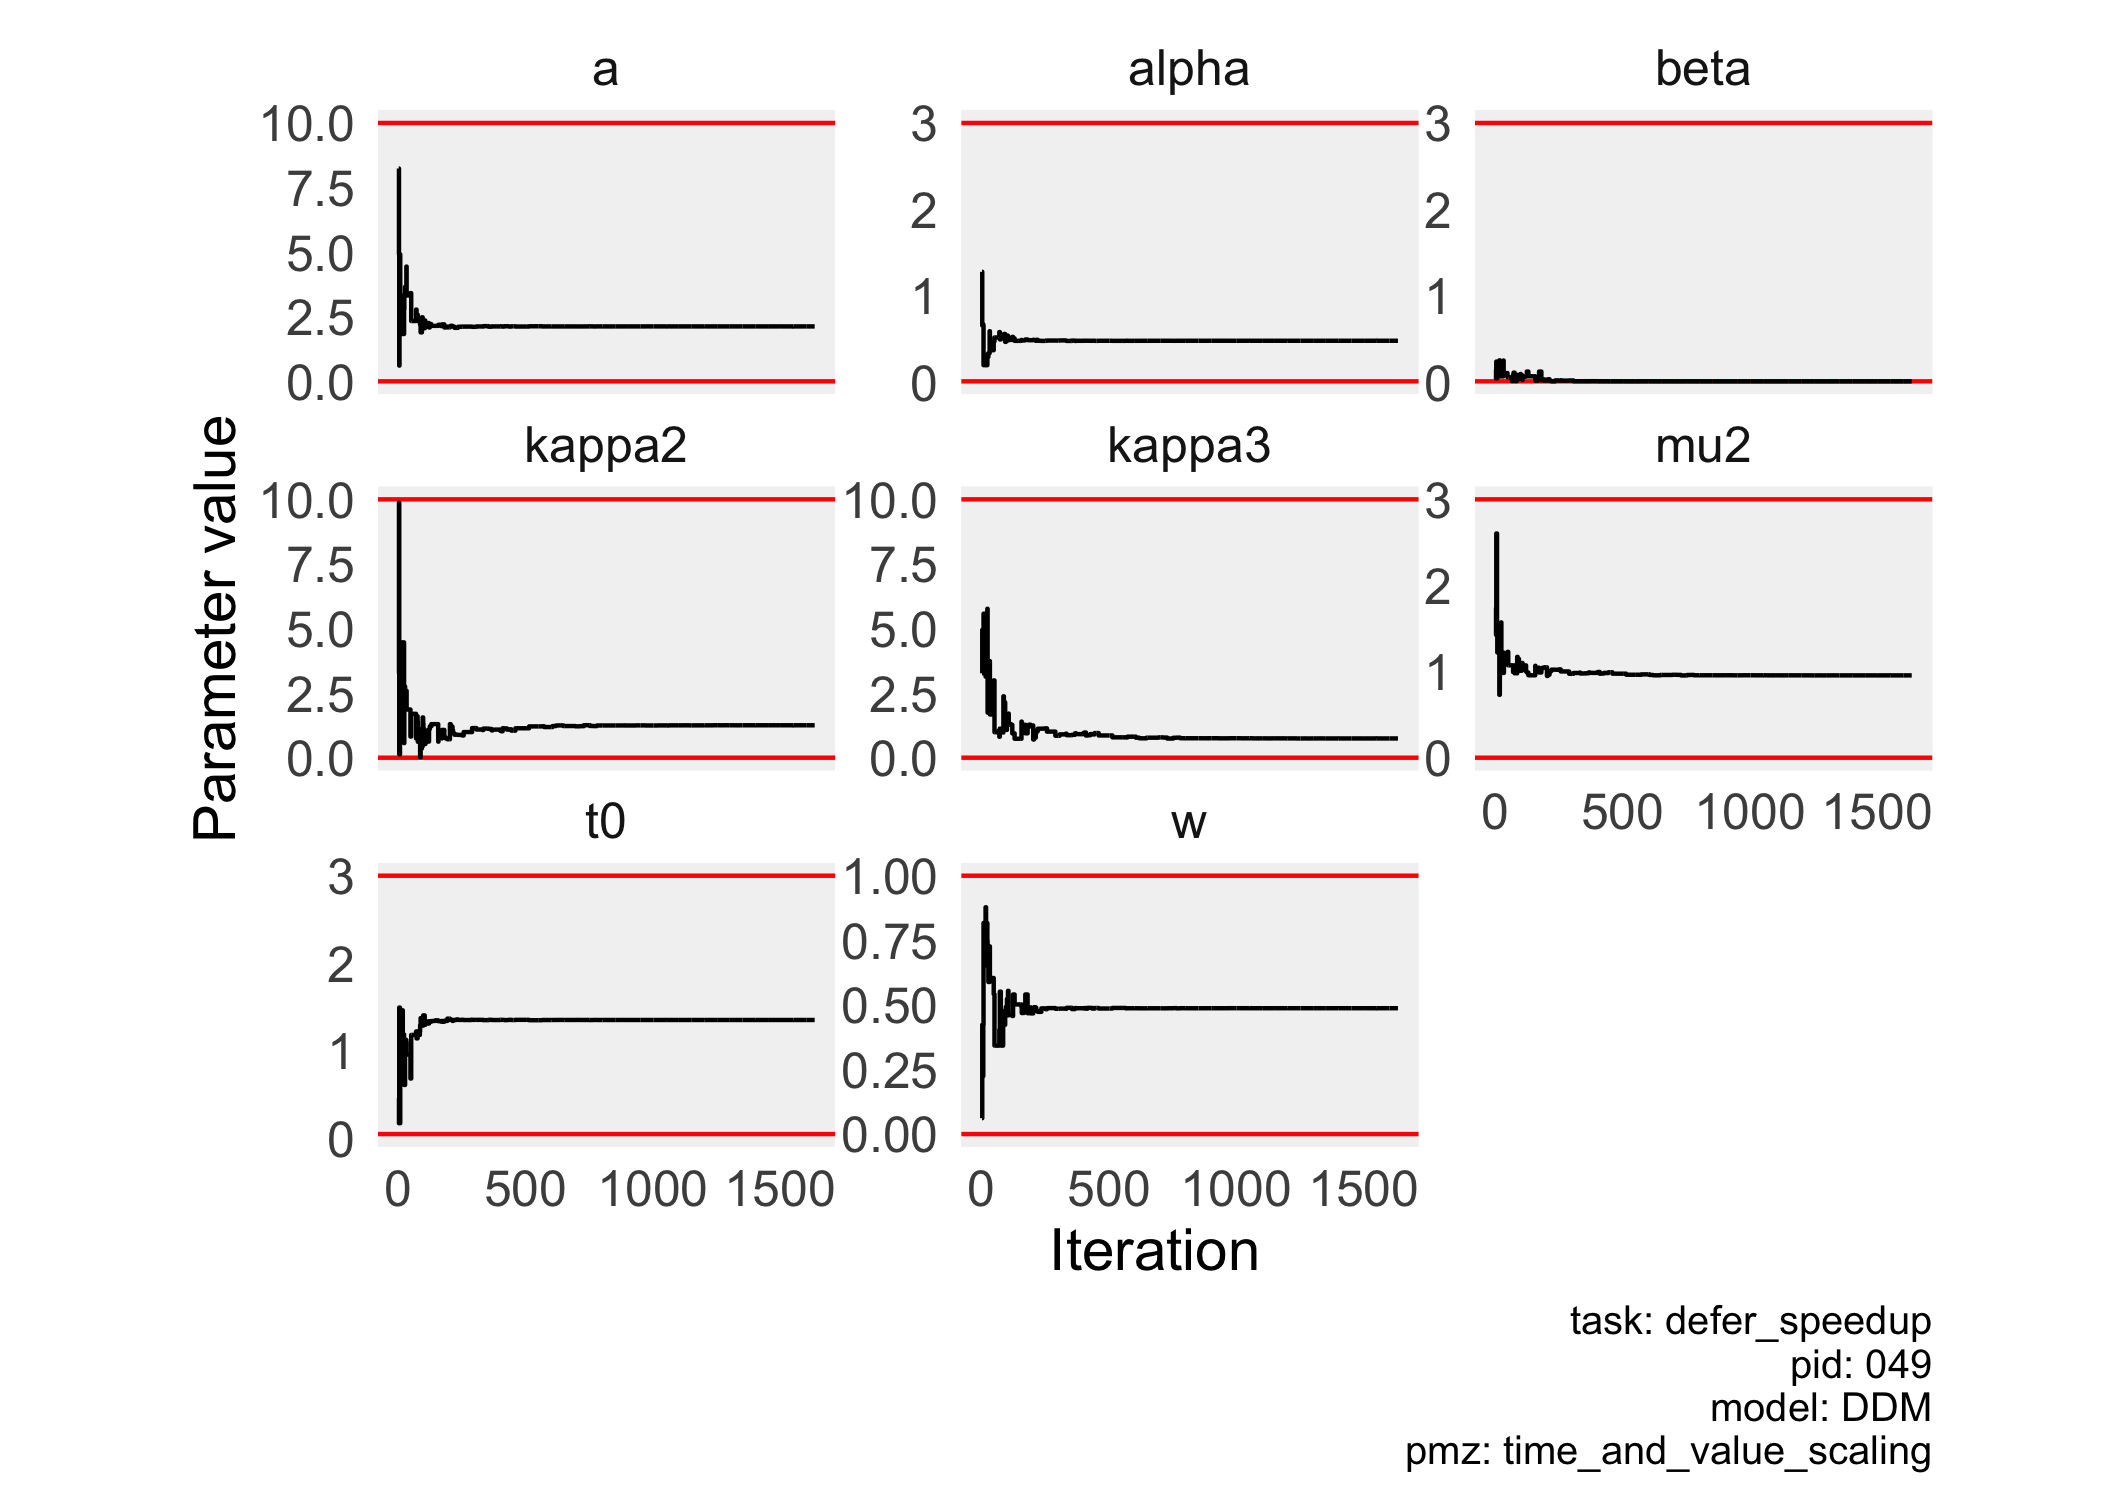 a
alpha
beta
10.0
7.5
5.0
2.5
0.0
3
2
1
0
3
2
1
0
kappa2
kappa3
mu2
10.0
7.5
5.0
2.5
0.0
10.0
7.5
5.0
2.5
0.0
3
2
1
0
0 500 1000 1500
t0
w
3
2
1
0
1.00
0.75
0.50
0.25
0.00
0 500 1000 1500
0 500 1000 1500
Parameter value
Iteration
task: defer_speedup
pid: 049
model: DDM
pmz: time_and_value_scaling